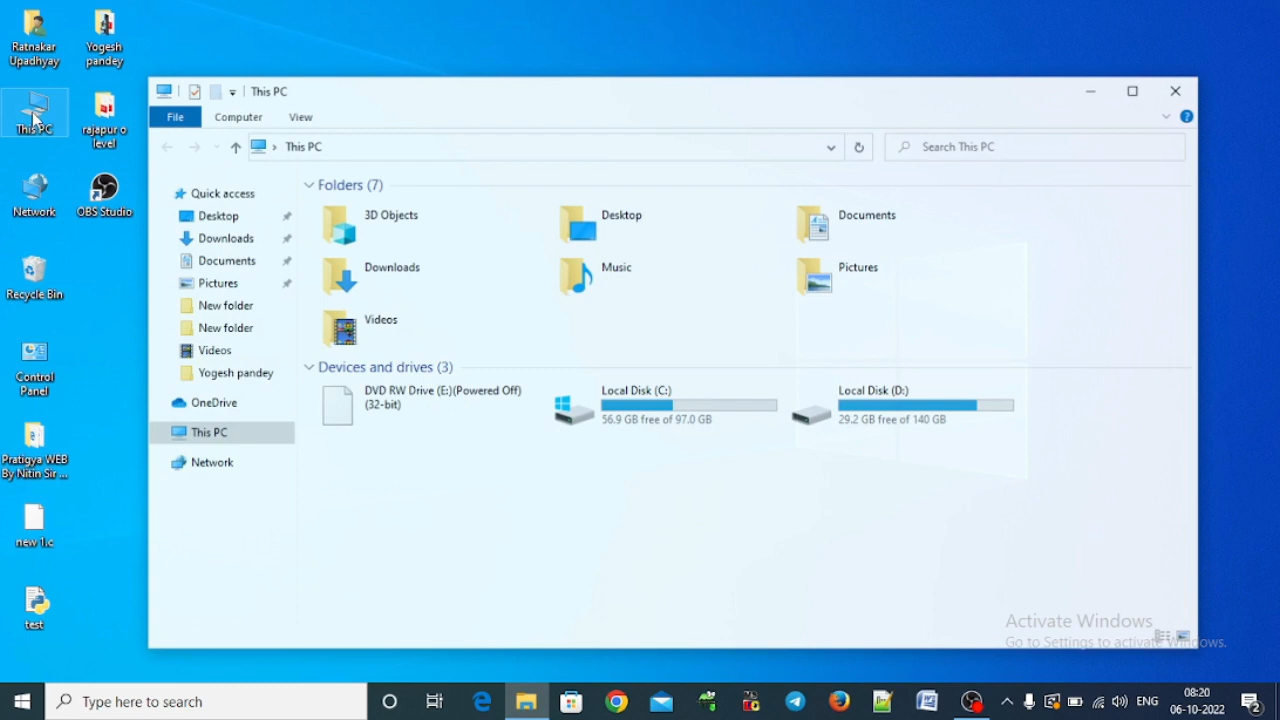 Ratnakar
Upadhyay
Yogesh
pandey
This PC
rajapur o
level
Network
OBS Studio
Recycle Bin
Control
Panel
Pratigya WEB
By Nitin Sir ...
new 1.c
test
This PC
File
Computer
View
This PC
Search This PC
Quick access
Desktop
Downloads
Documents
Pictures
New folder
New folder
Videos
Yogesh pandey
OneDrive
This PC
Network
Folders (7)
3D Objects
Desktop
Documents
Downloads
Music
Pictures
Videos
Devices and drives (3)
DVD RW Drive (E:)(Powered Off)
(32-bit)
Local Disk (C:)
56.9 GB free of 97.0 GB
Local Disk (D:)
29.2 GB free of 140 GB
Activate Windows
Go to Settings to activate Windows.
Type here to search
ENG
08:20
06-10-2022
2